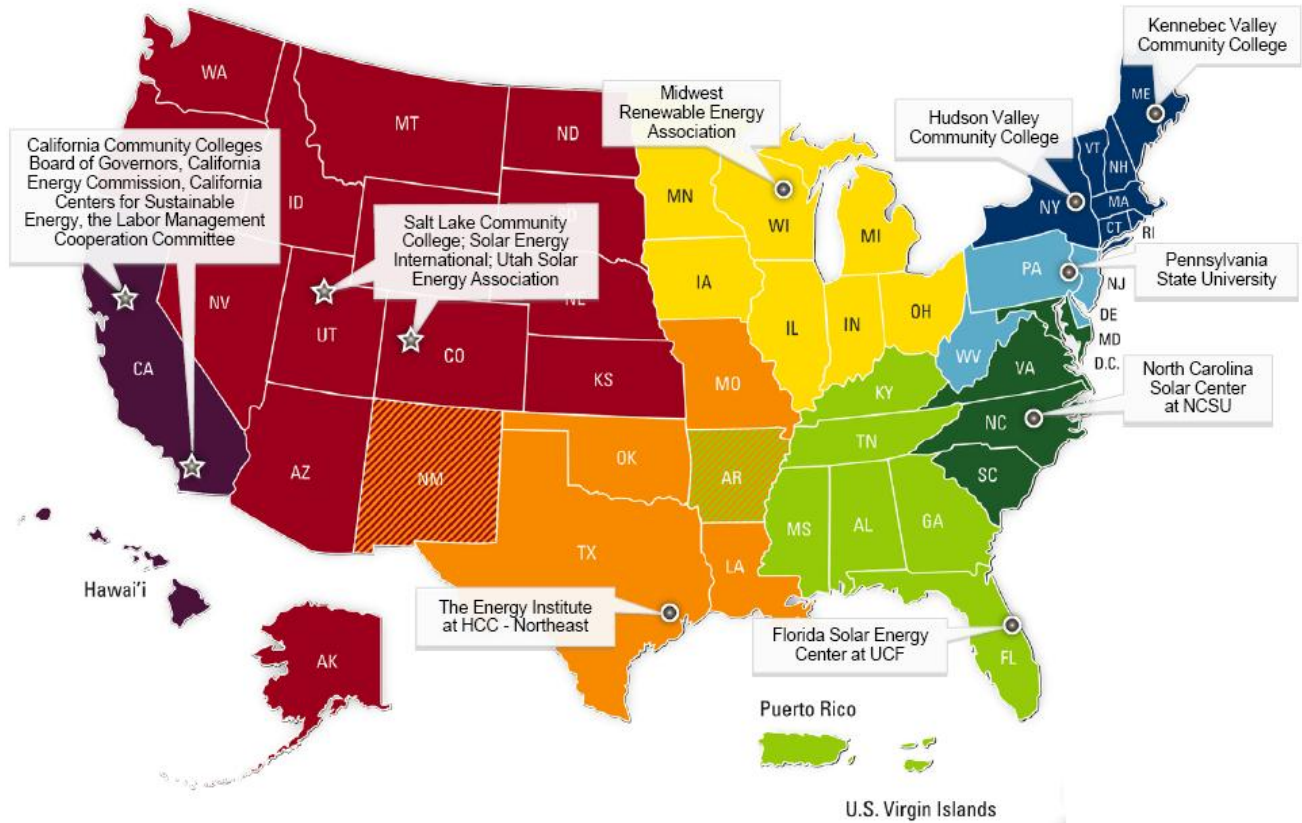 Kennebec Valley
Community College
WA
MT
ND
Midwest
Renewable Energy
Association
ME
Hudson Valley
Community College
VT
NH
California Community Colleges
Board of Governors, California
Energy Commission, California
Centers for Sustainable
Energy, the Labor Management
Cooperation Committee
ID
MN
WI
MI
NY
MA
CT
RI
Salt Lake Community
College; Solar Energy
International; Utah Solar
Energy Association
Pennsylvania
State University
PA
NJ
IA
NE
NV
UT
CO
IL
IN
OH
DE
MD
D.C.
WV
VA
CA
KS
MO
KY
North Carolina
Solar Center
at NCSU
NC
TN
AZ
NM
OK
AR
SC
MS
AL
GA
TX
LA
Hawai'i
The Energy Institute
at HCC - Northeast
Florida Solar Energy
Center at UCF
FL
AK
Puerto Rico
U.S. Virgin Islands